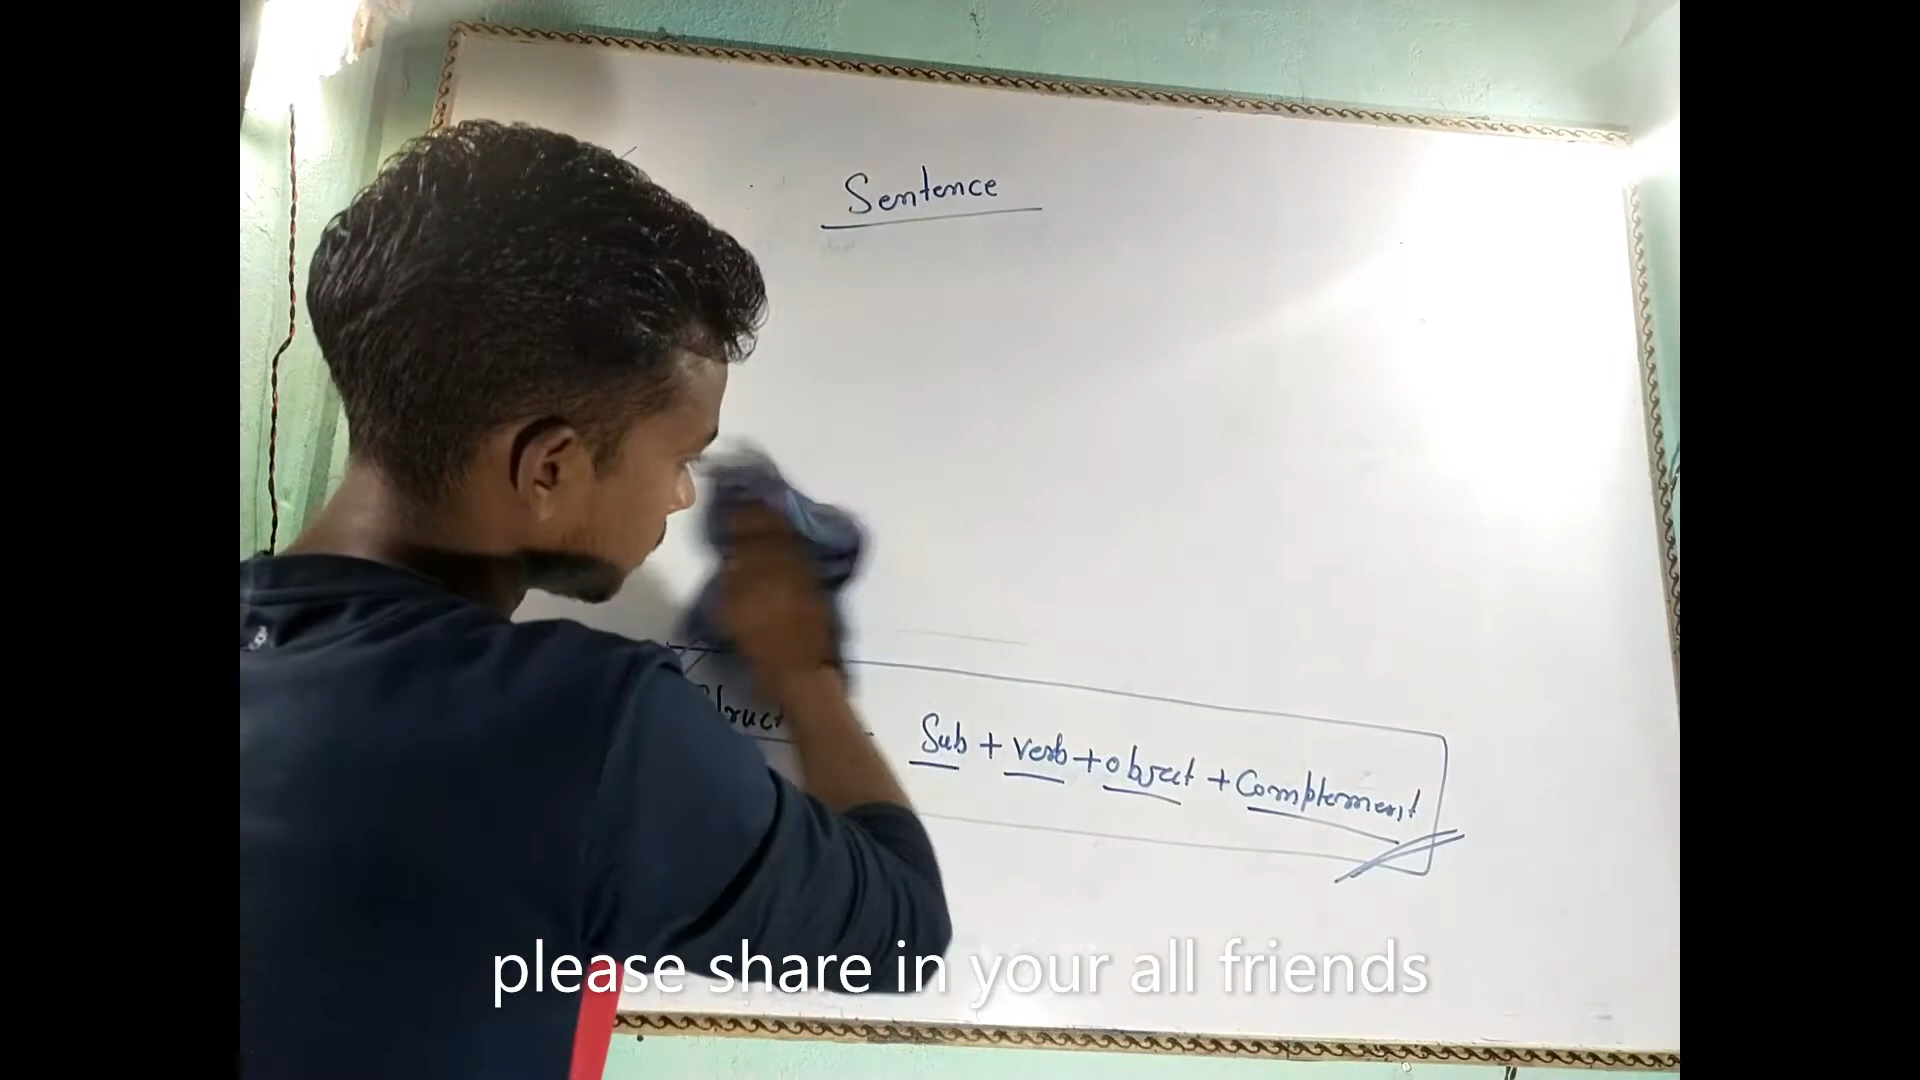 Sentence
Sub + verb + object + Complement
please share in your all friends